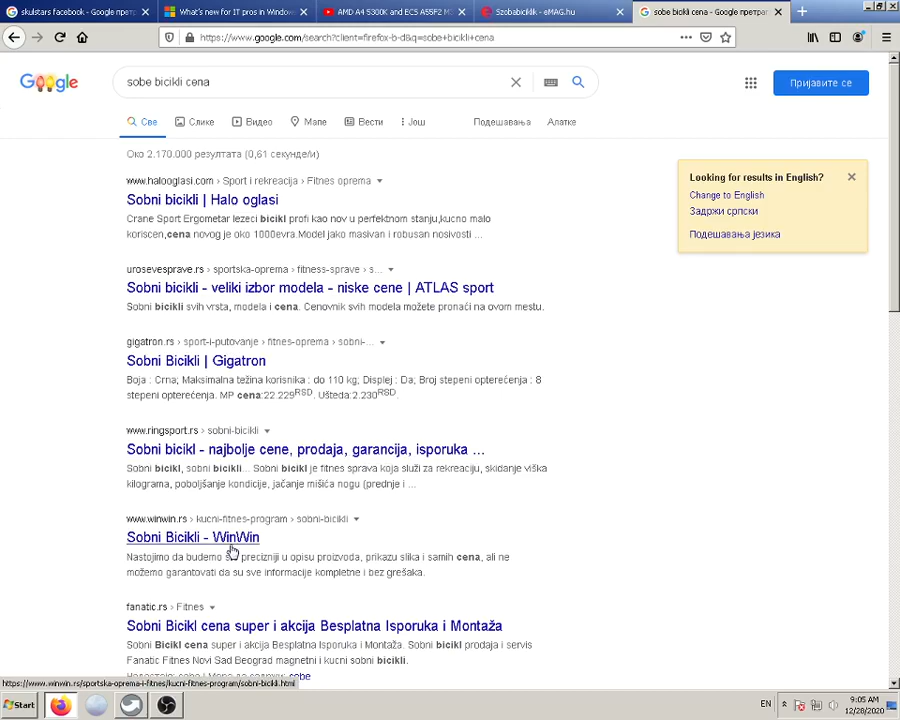 skulstars facebook - Google претра
What's new for IT pros in Window
AMD A4 5300K and ECS A55F2 M
Szobabiciklik - eMAG.hu
sobe bicikli cena - Google претраг
https://www.google.com/search?client=firefox-b-d&q=sobe+bicikli+cena
Google
sobe bicikli cena
Пријавите се
Све
Слике
Видео
Мапе
Вести
Још
Подешавања
Алатке
Око 2.170.000 резултата (0,61 секунде/и)
www.halooglasi.com › Sport i rekreacija › Fitnes oprema
Sobni bicikli | Halo oglasi
Crane Sport Ergometar lezeci bicikl profi kao nov u perfektnom stanju,kucno malo
koriscen,cena novog je oko 1000evra.Model jako masivan i robusan nosivosti ...
urosevesprave.rs › sportska-oprema › fitness-sprave › s...
Sobni bicikli - veliki izbor modela - niske cene | ATLAS sport
Sobni bicikli svih vrsta, modela i cena. Cenovnik svih modela možete pronaći na ovom mestu.
gigatron.rs › sport-i-putovanje › fitnes-oprema › sobni-...
Sobni Bicikli | Gigatron
Boja : Crna; Maksimalna težina korisnika : do 110 kg; Displej : Da; Broj stepeni opterećenja : 8
stepeni opterećenja. MP cena:22.229RSD. Ušteda:2.230RSD.
www.ringsport.rs › sobni-bicikli
Sobni bicikl - najbolje cene, prodaja, garancija, isporuka ...
Sobni bicikl, sobni bicikli... Sobni bicikl je fitnes sprava koja služi za rekreaciju, skidanje viška
kilograma, poboljšanje kondicije, jačanje mišića nogu (prednje i ...
www.winwin.rs › kucni-fitnes-program › sobni-bicikli
Sobni Bicikli - WinWin
Nastojimo da budemo precizniji u opisu proizvoda, prikazu slika i samih cena, ali ne
možemo garantovati da su sve informacije kompletne i bez grešaka.
fanatic.rs › Fitnes
Sobni Bicikl cena super i akcija Besplatna Isporuka i Montaža
Sobni Bicikl cena super i akcija Besplatna Isporuka i Montaža. Sobni bicikl prodaja i servis
Fanatic Fitnes Novi Sad Beograd magnetni i kucni sobni bicikli.
sobe
Looking for results in English?
Change to English
Задржи српски
Подешавања језика
https://www.winwin.rs/sportska-oprema-i-fitnes/kucni-fitnes-program/sobni-bicikli.html
Start
EN
9:05 AM
12/28/2020